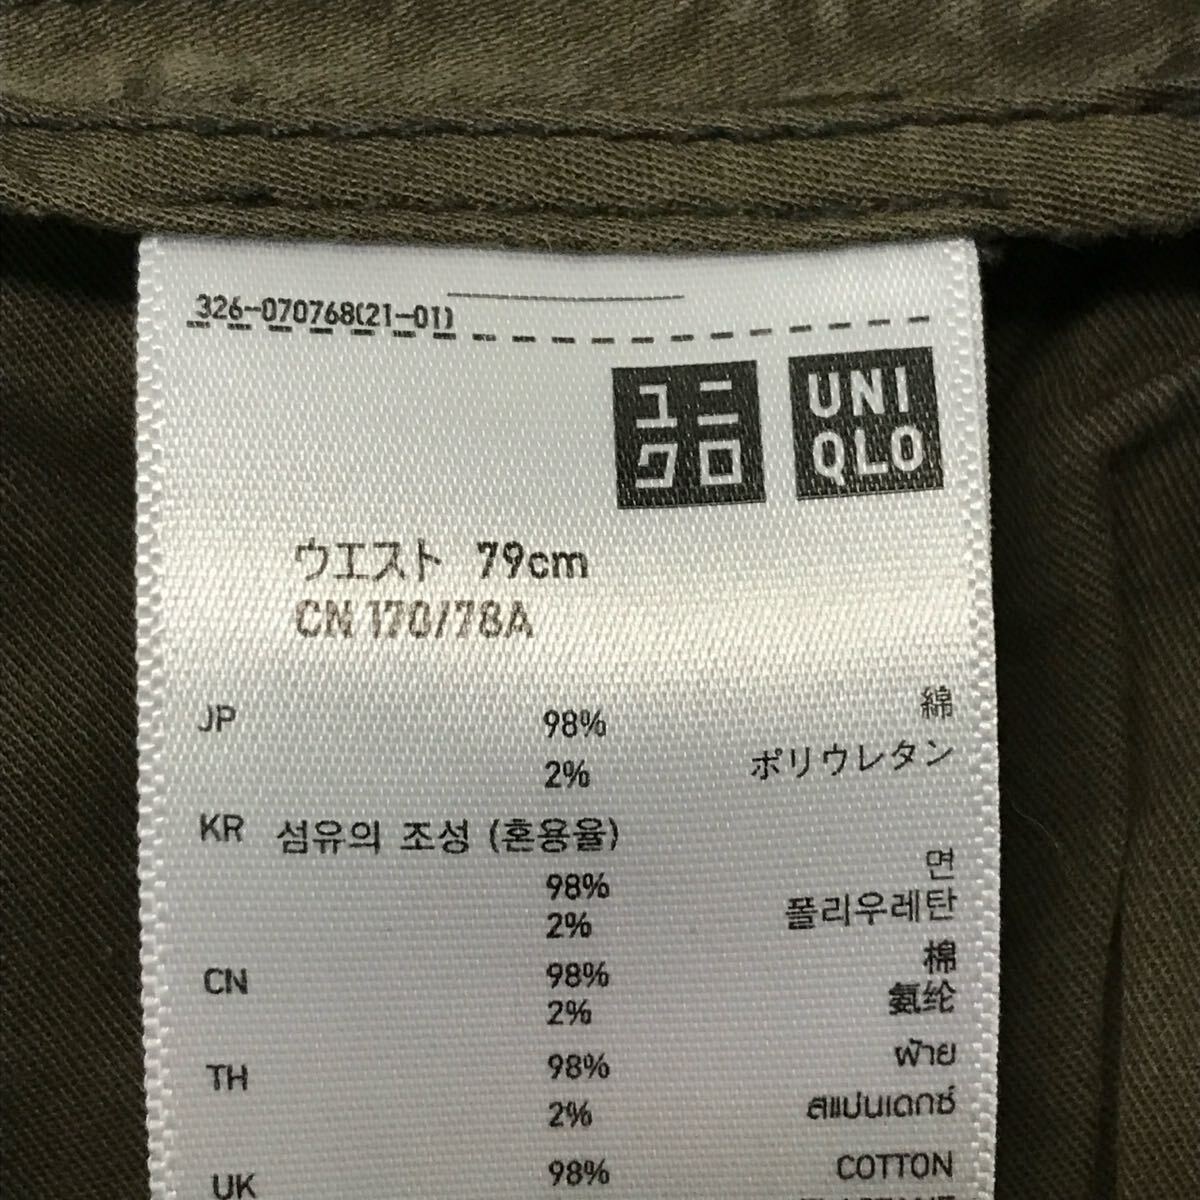 326-070768(21-01)
ユニ
クロ
UNI
QLO
ウエスト 79cm
CN 170/78A
JP 98% 綿
2% ポリウレタン
KR 섬유의 조성 (혼용율)
98% 면
2% 폴리우레탄
CN 98% 棉
2% 氨纶
TH 98% ฝ้าย
2% สแปนเดกซ์
UK 98% COTTON